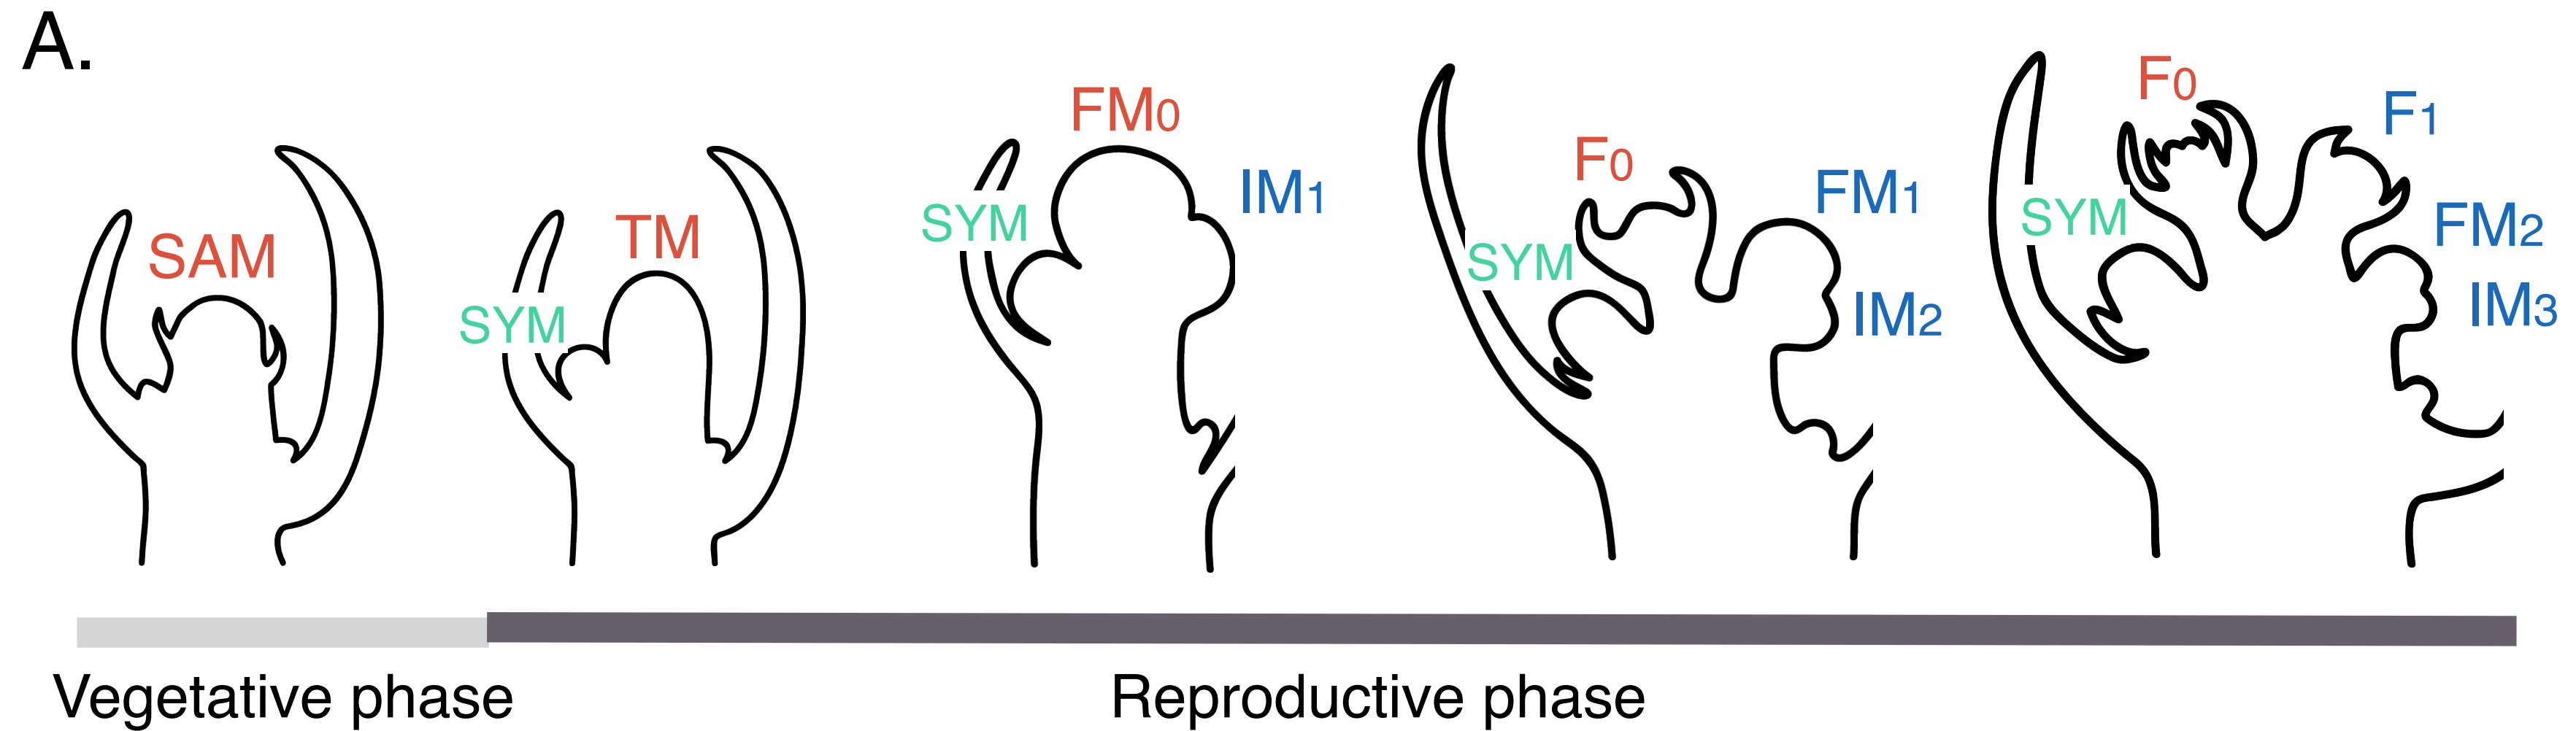 A.
SAM
SYM
TM
SYM
FM0
IM1
SYM
F0
FM1
IM2
SYM
F0
F1
FM2
IM3
Vegetative phase
Reproductive phase